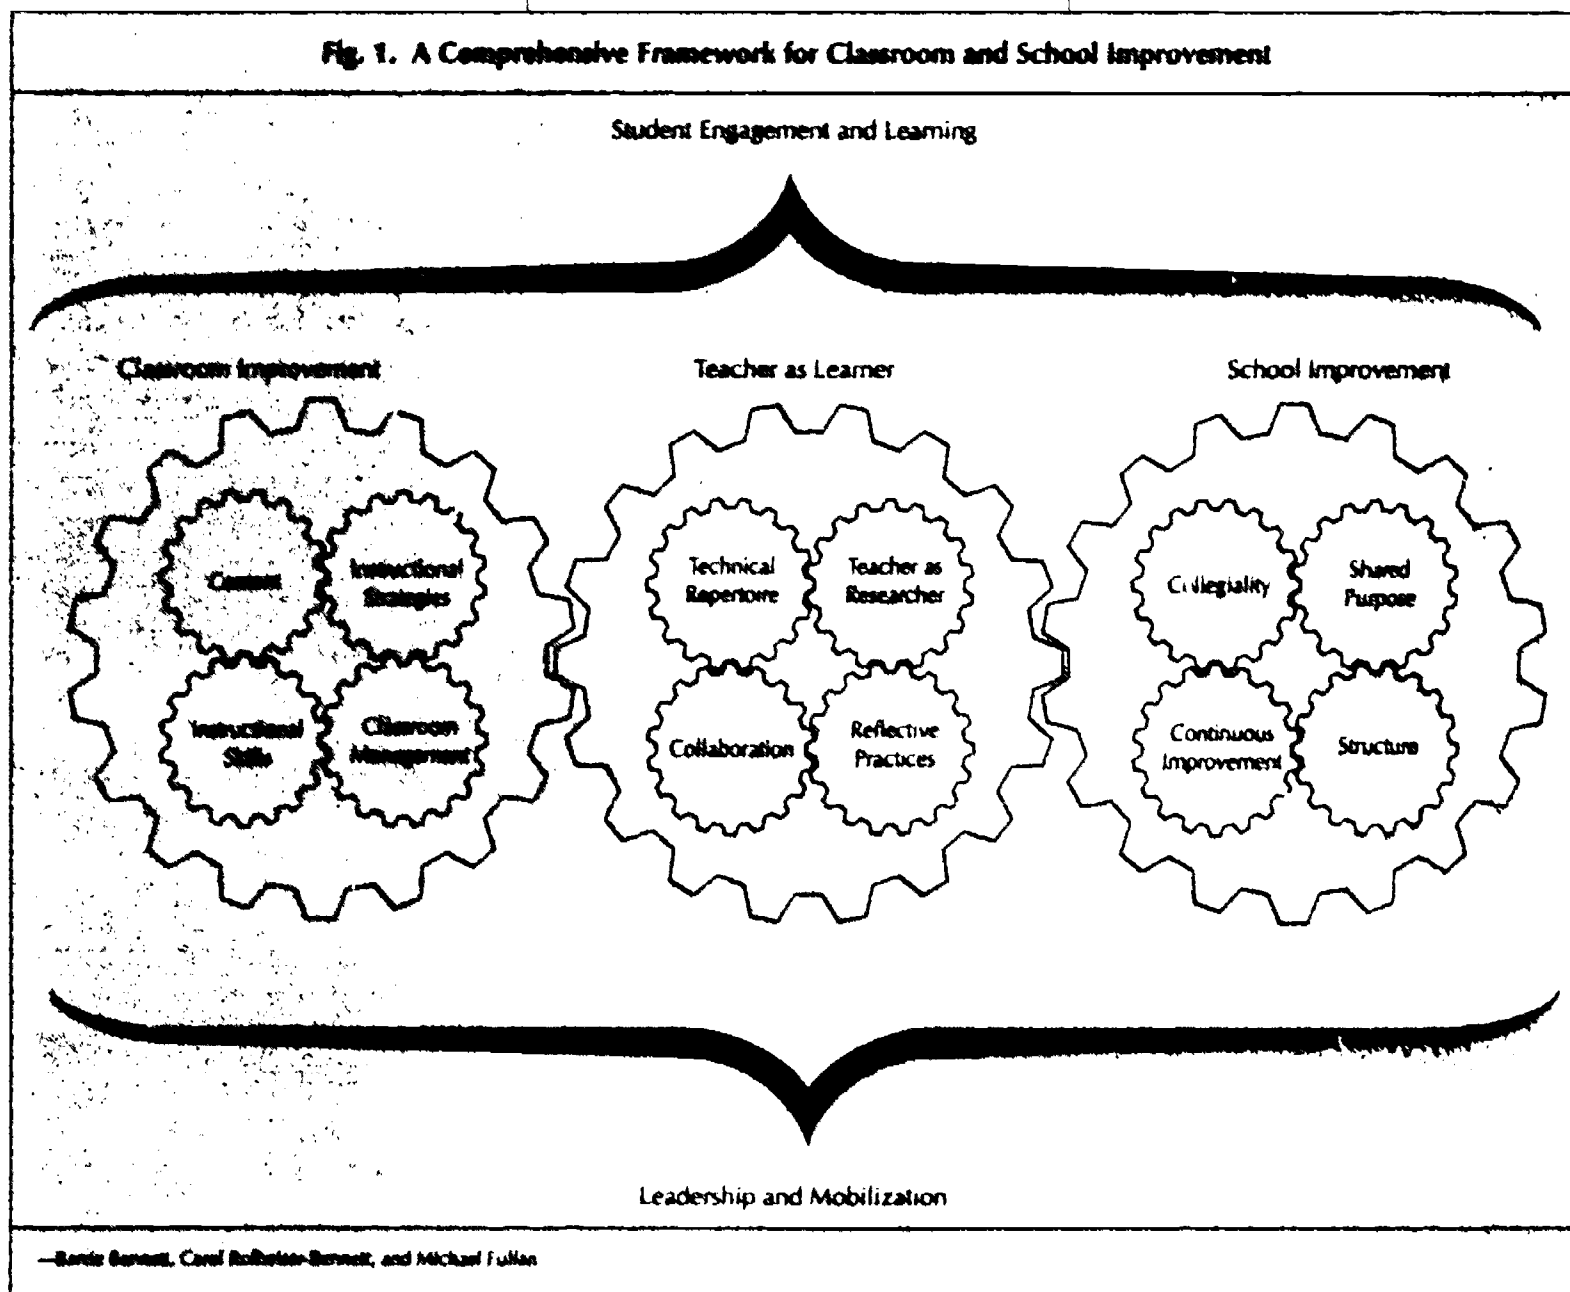 Fig. 1. A Comprehensive Framework for Classroom and School Improvement
Student Engagement and Learning
Classroom Improvement
Teacher as Learner
School Improvement
Content
Instructional
Strategies
Instructional
Skills
Classroom
Management
Technical
Repertoire
Teacher as
Researcher
Collaboration
Reflective
Practices
Collegiality
Shared
Purpose
Continuous
Improvement
Structure
Leadership and Mobilization
—Barrie Bennett, Carol Rolheiser-Bennett, and Michael Fullan